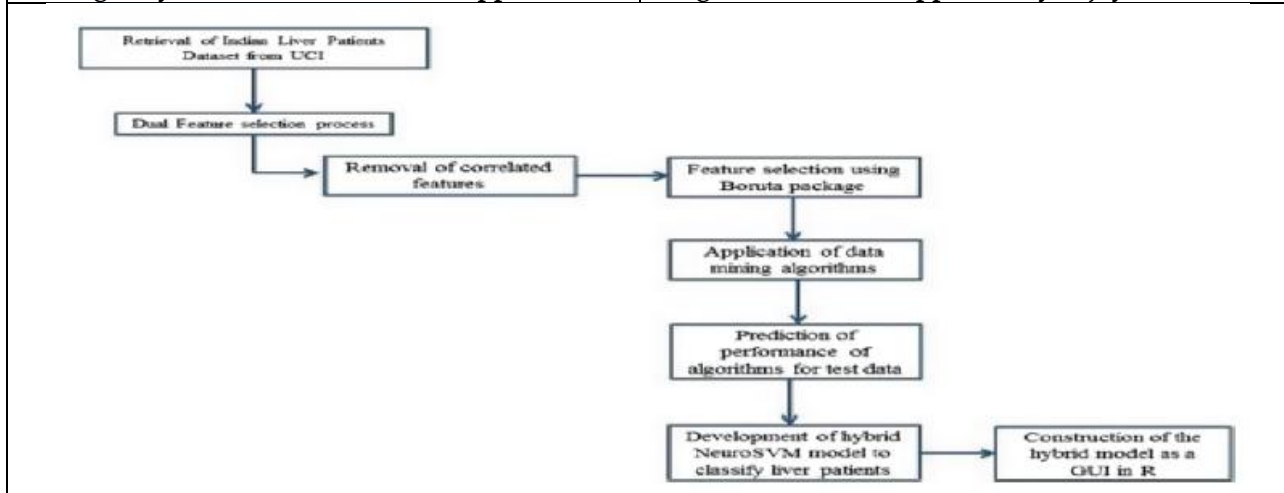 Retrieval of Indian Liver Patients
Dataset from UCI
Dual Feature selection process
Removal of correlated
features
Feature selection using
Boruta package
Application of data
mining algorithms
Prediction of
performance of
algorithms for test data
Development of hybrid
NeuroSVM model to
classify liver patients
Construction of the
hybrid model as a
GUI in R